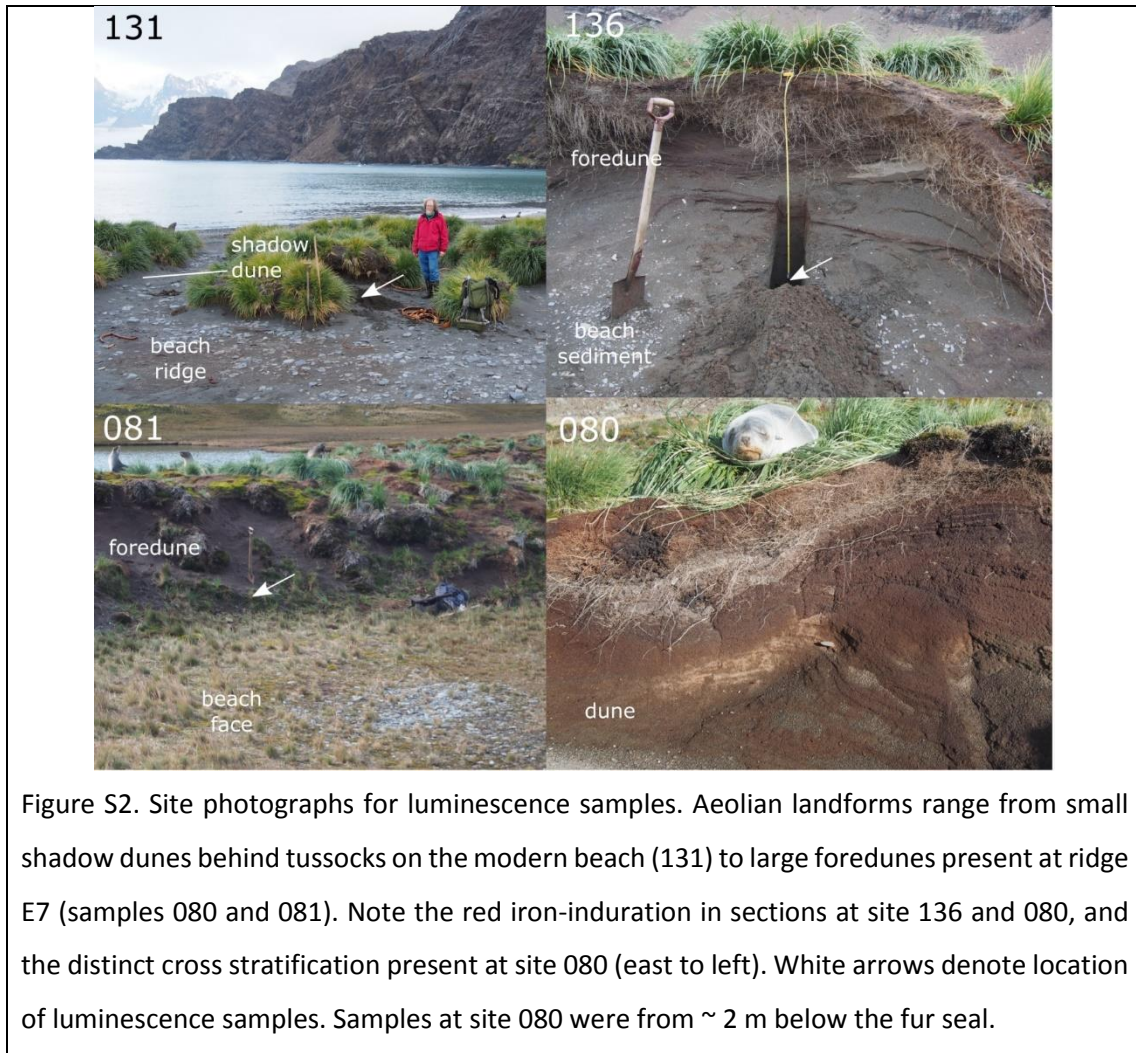 131
shadow
dune
beach
ridge
136
foredune
beach
sediment
081
foredune
beach
face
080
dune
Figure S2. Site photographs for luminescence samples. Aeolian landforms range from small
shadow dunes behind tussocks on the modern beach (131) to large foredunes present at ridge
E7 (samples 080 and 081). Note the red iron-induration in sections at site 136 and 080, and
the distinct cross stratification present at site 080 (east to left). White arrows denote location
of luminescence samples. Samples at site 080 were from ~ 2 m below the fur seal.